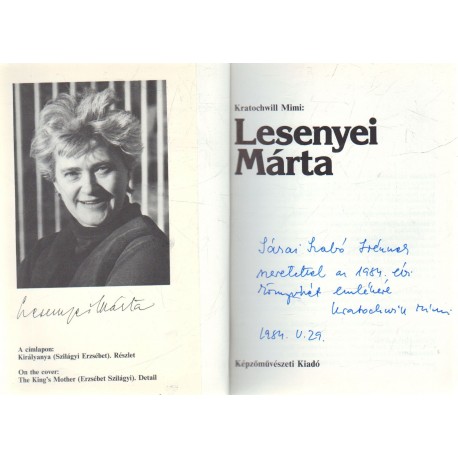 Lesenyei Márta
A címlapon:
Királyanya (Szilágyi Erzsébet). Részlet
On the cover:
The King's Mother (Erzsébet Szilágyi). Detail
Kratochwill Mimi:
Lesenyei
Márta
Sárai Szabó
szeretettel az 1984. évi
könyvhét emlékére
Kratochwill Mimi
1984. V. 29.
Képzőművészeti Kiadó